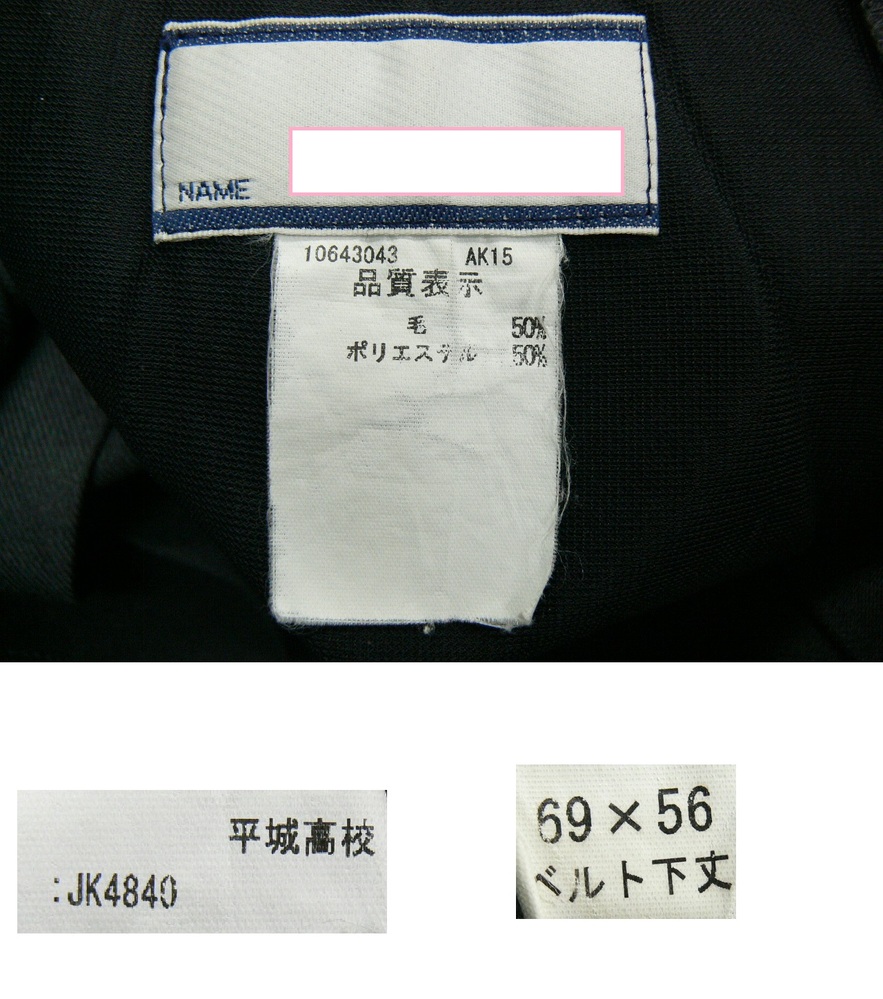 NAME
10643043 AK15
品質表示
毛 50%
ポリエステル 50%
平城高校
:JK4840
69×56
ベルト下丈